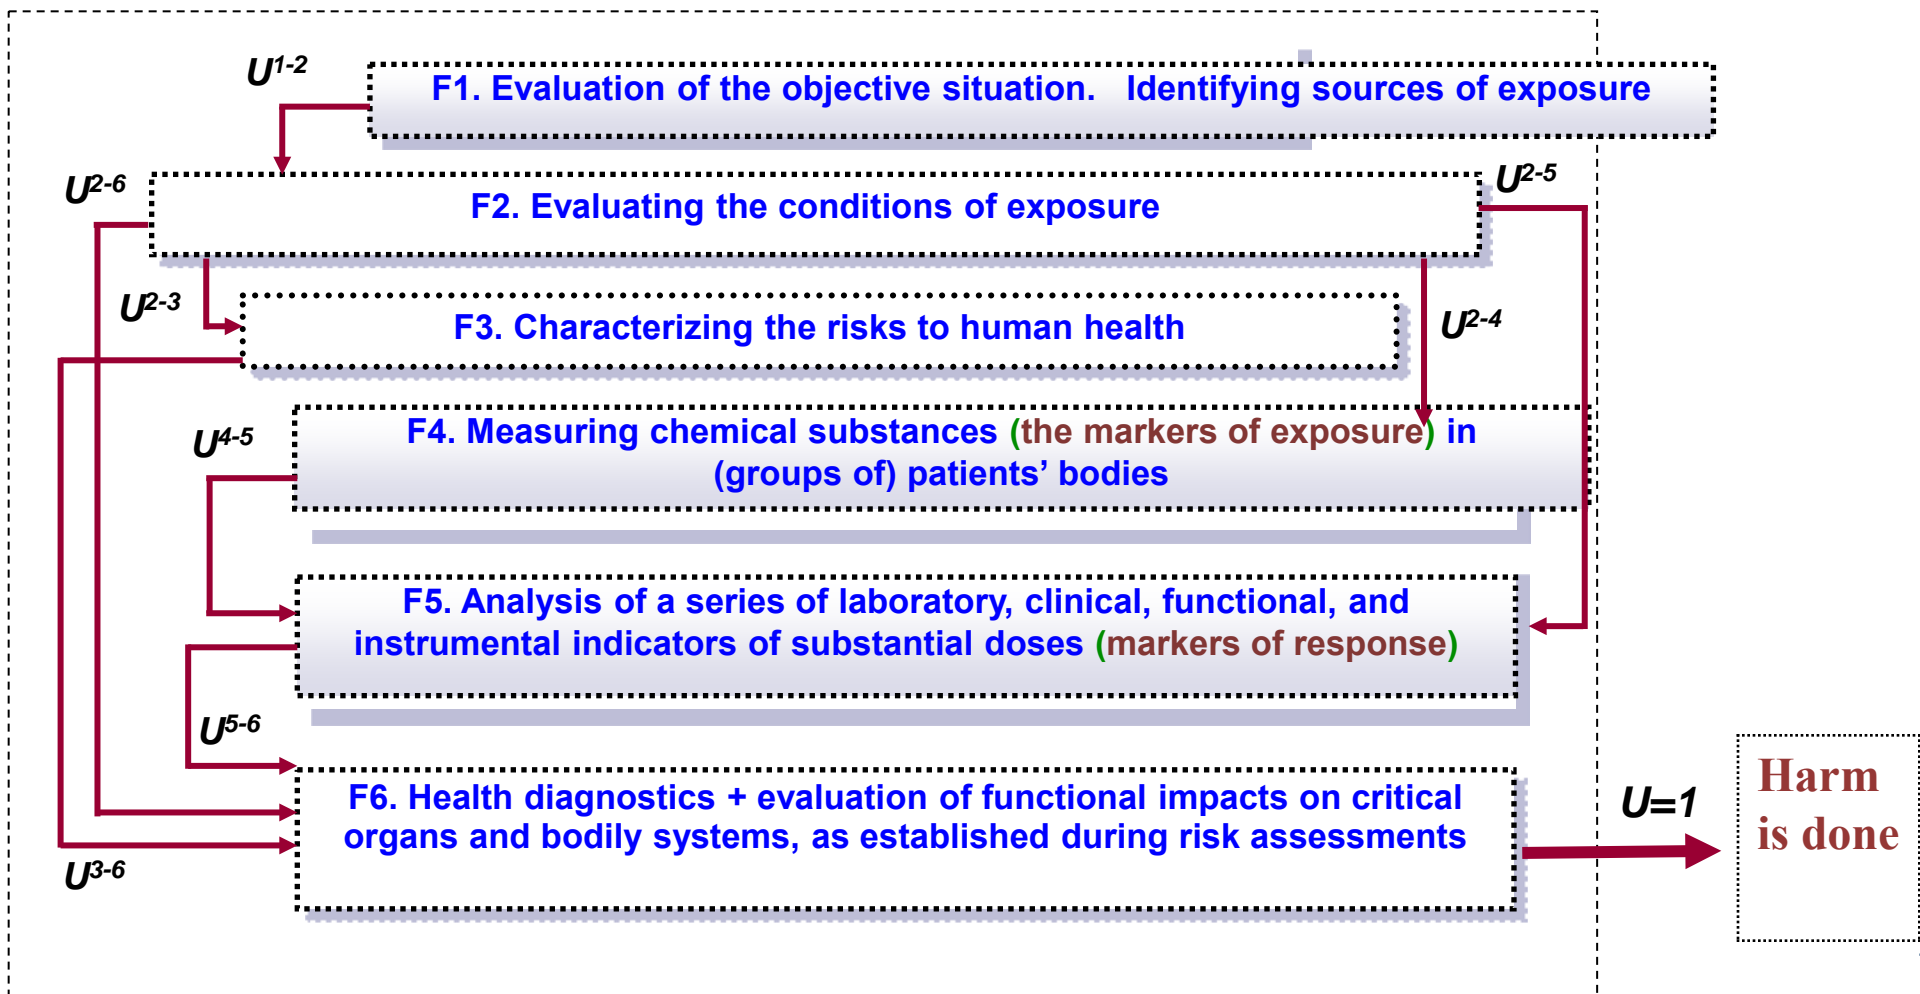 U1-2
F1. Evaluation of the objective situation. Identifying sources of exposure
U2-6
U2-5
F2. Evaluating the conditions of exposure
U2-3
F3. Characterizing the risks to human health
U2-4
U4-5
F4. Measuring chemical substances (the markers of exposure) in
(groups of) patients’ bodies
F5. Analysis of a series of laboratory, clinical, functional, and
instrumental indicators of substantial doses (markers of response)
U5-6
F6. Health diagnostics + evaluation of functional impacts on critical
organs and bodily systems, as established during risk assessments
U3-6
U=1
Harm
is done